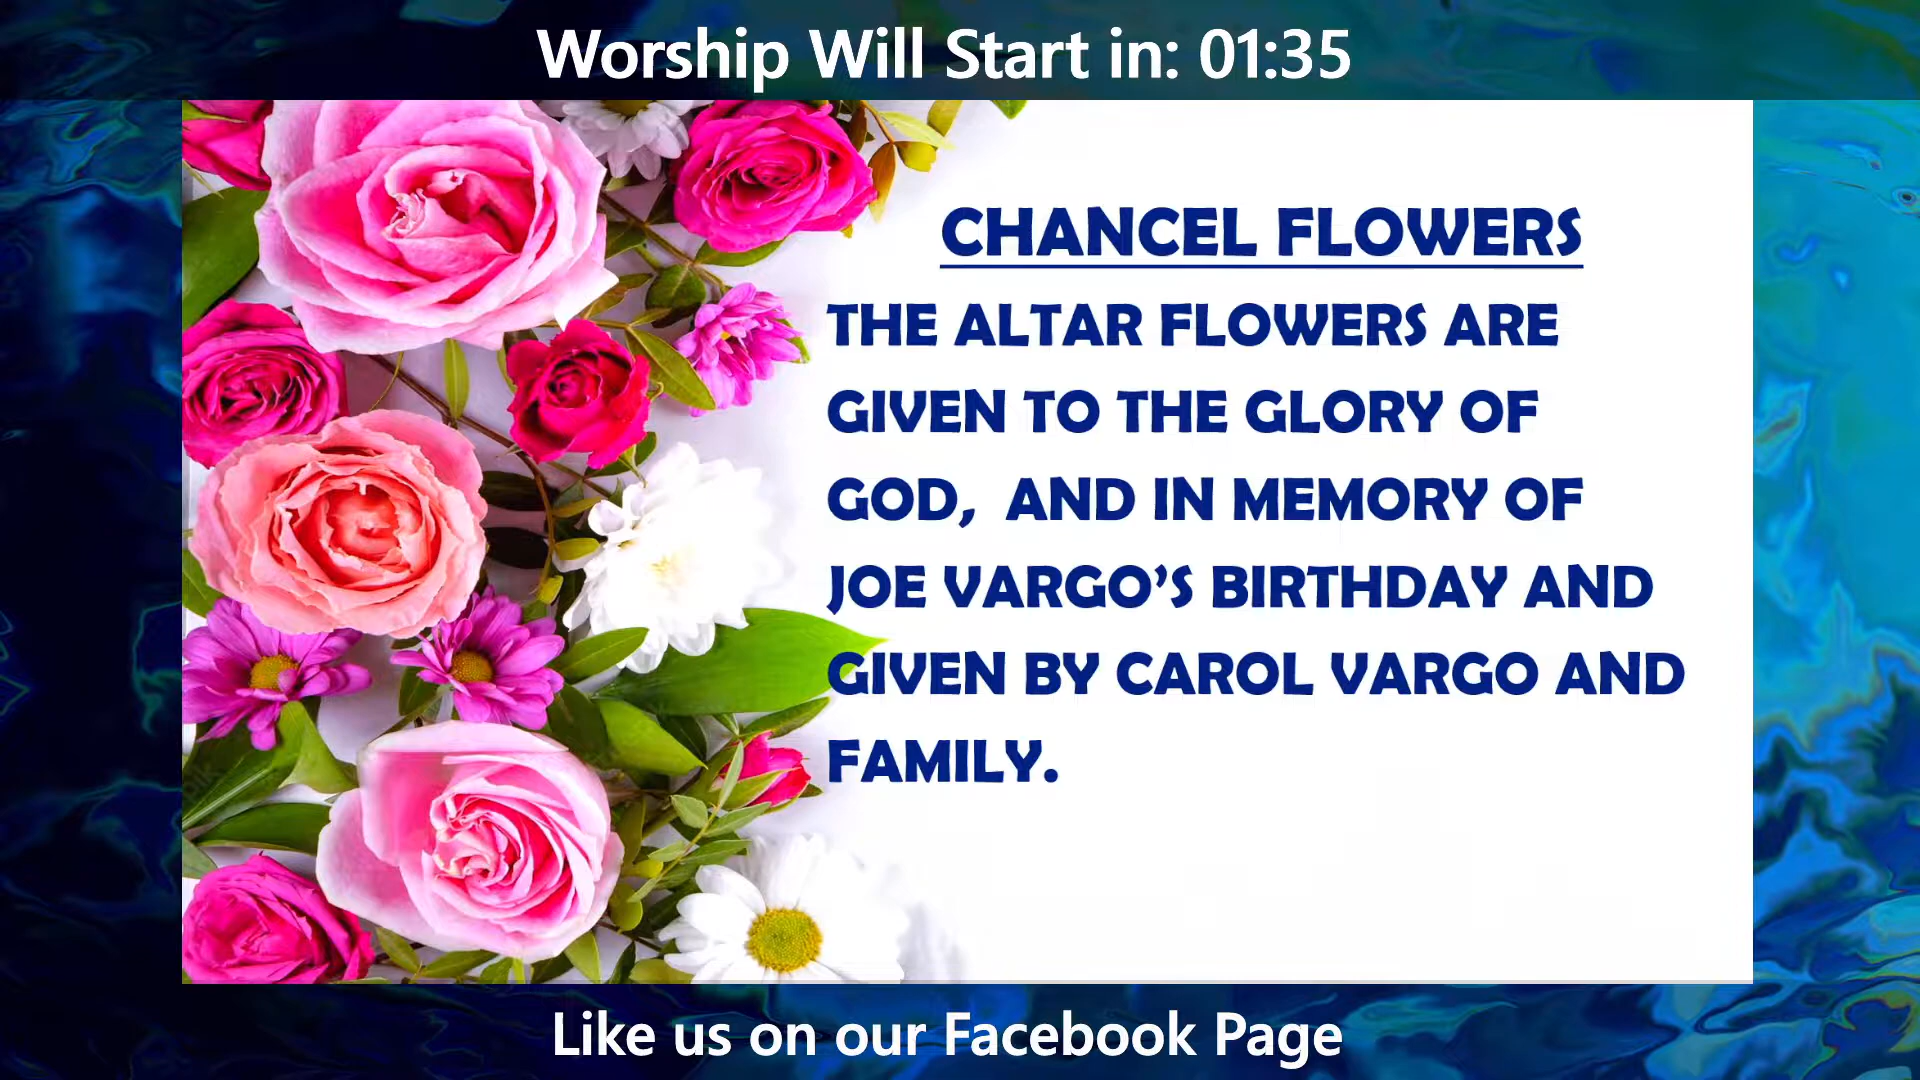 Worship Will Start in: 01:35
CHANCEL FLOWERS
THE ALTAR FLOWERS ARE
GIVEN TO THE GLORY OF
GOD,  AND IN MEMORY OF
JOE VARGO’S BIRTHDAY AND
GIVEN BY CAROL VARGO AND
FAMILY.
Like us on our Facebook Page